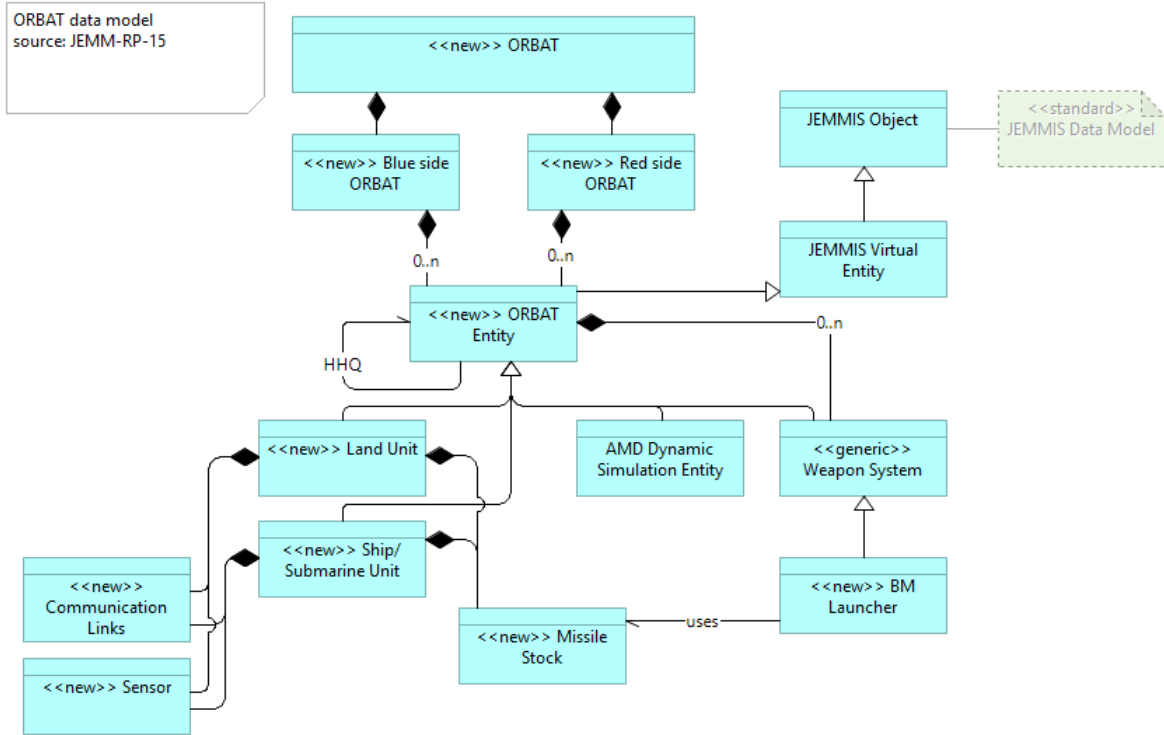 ORBAT data model
source: JEMM-RP-15
<<new>> ORBAT
JEMMIS Object
<<standard>>
JEMMIS Data Model
<<new>> Blue side
ORBAT
<<new>> Red side
ORBAT
JEMMIS Virtual
Entity
0..n
0..n
<<new>> ORBAT
Entity
0..n
HHQ
<<new>> Land Unit
AMD Dynamic
Simulation Entity
<<generic>>
Weapon System
<<new>> Ship/
Submarine Unit
<<new>>
Communication
Links
<<new>> BM
Launcher
uses
<<new>> Missile
Stock
<<new>> Sensor